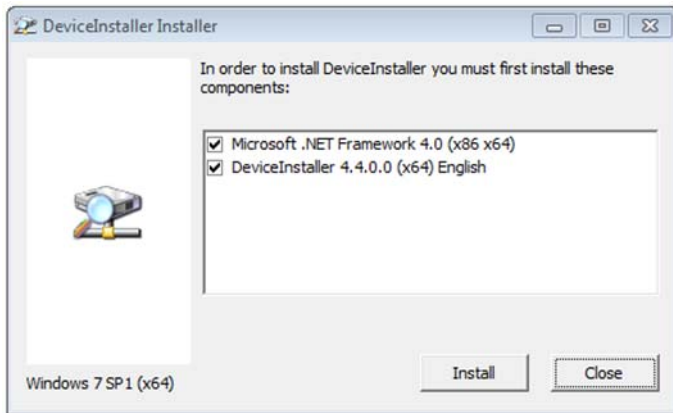 DeviceInstaller Installer
In order to install DeviceInstaller you must first install these
components:
Microsoft .NET Framework 4.0 (x86 x64)
DeviceInstaller 4.4.0.0 (x64) English
Windows 7 SP1 (x64)
Install
Close